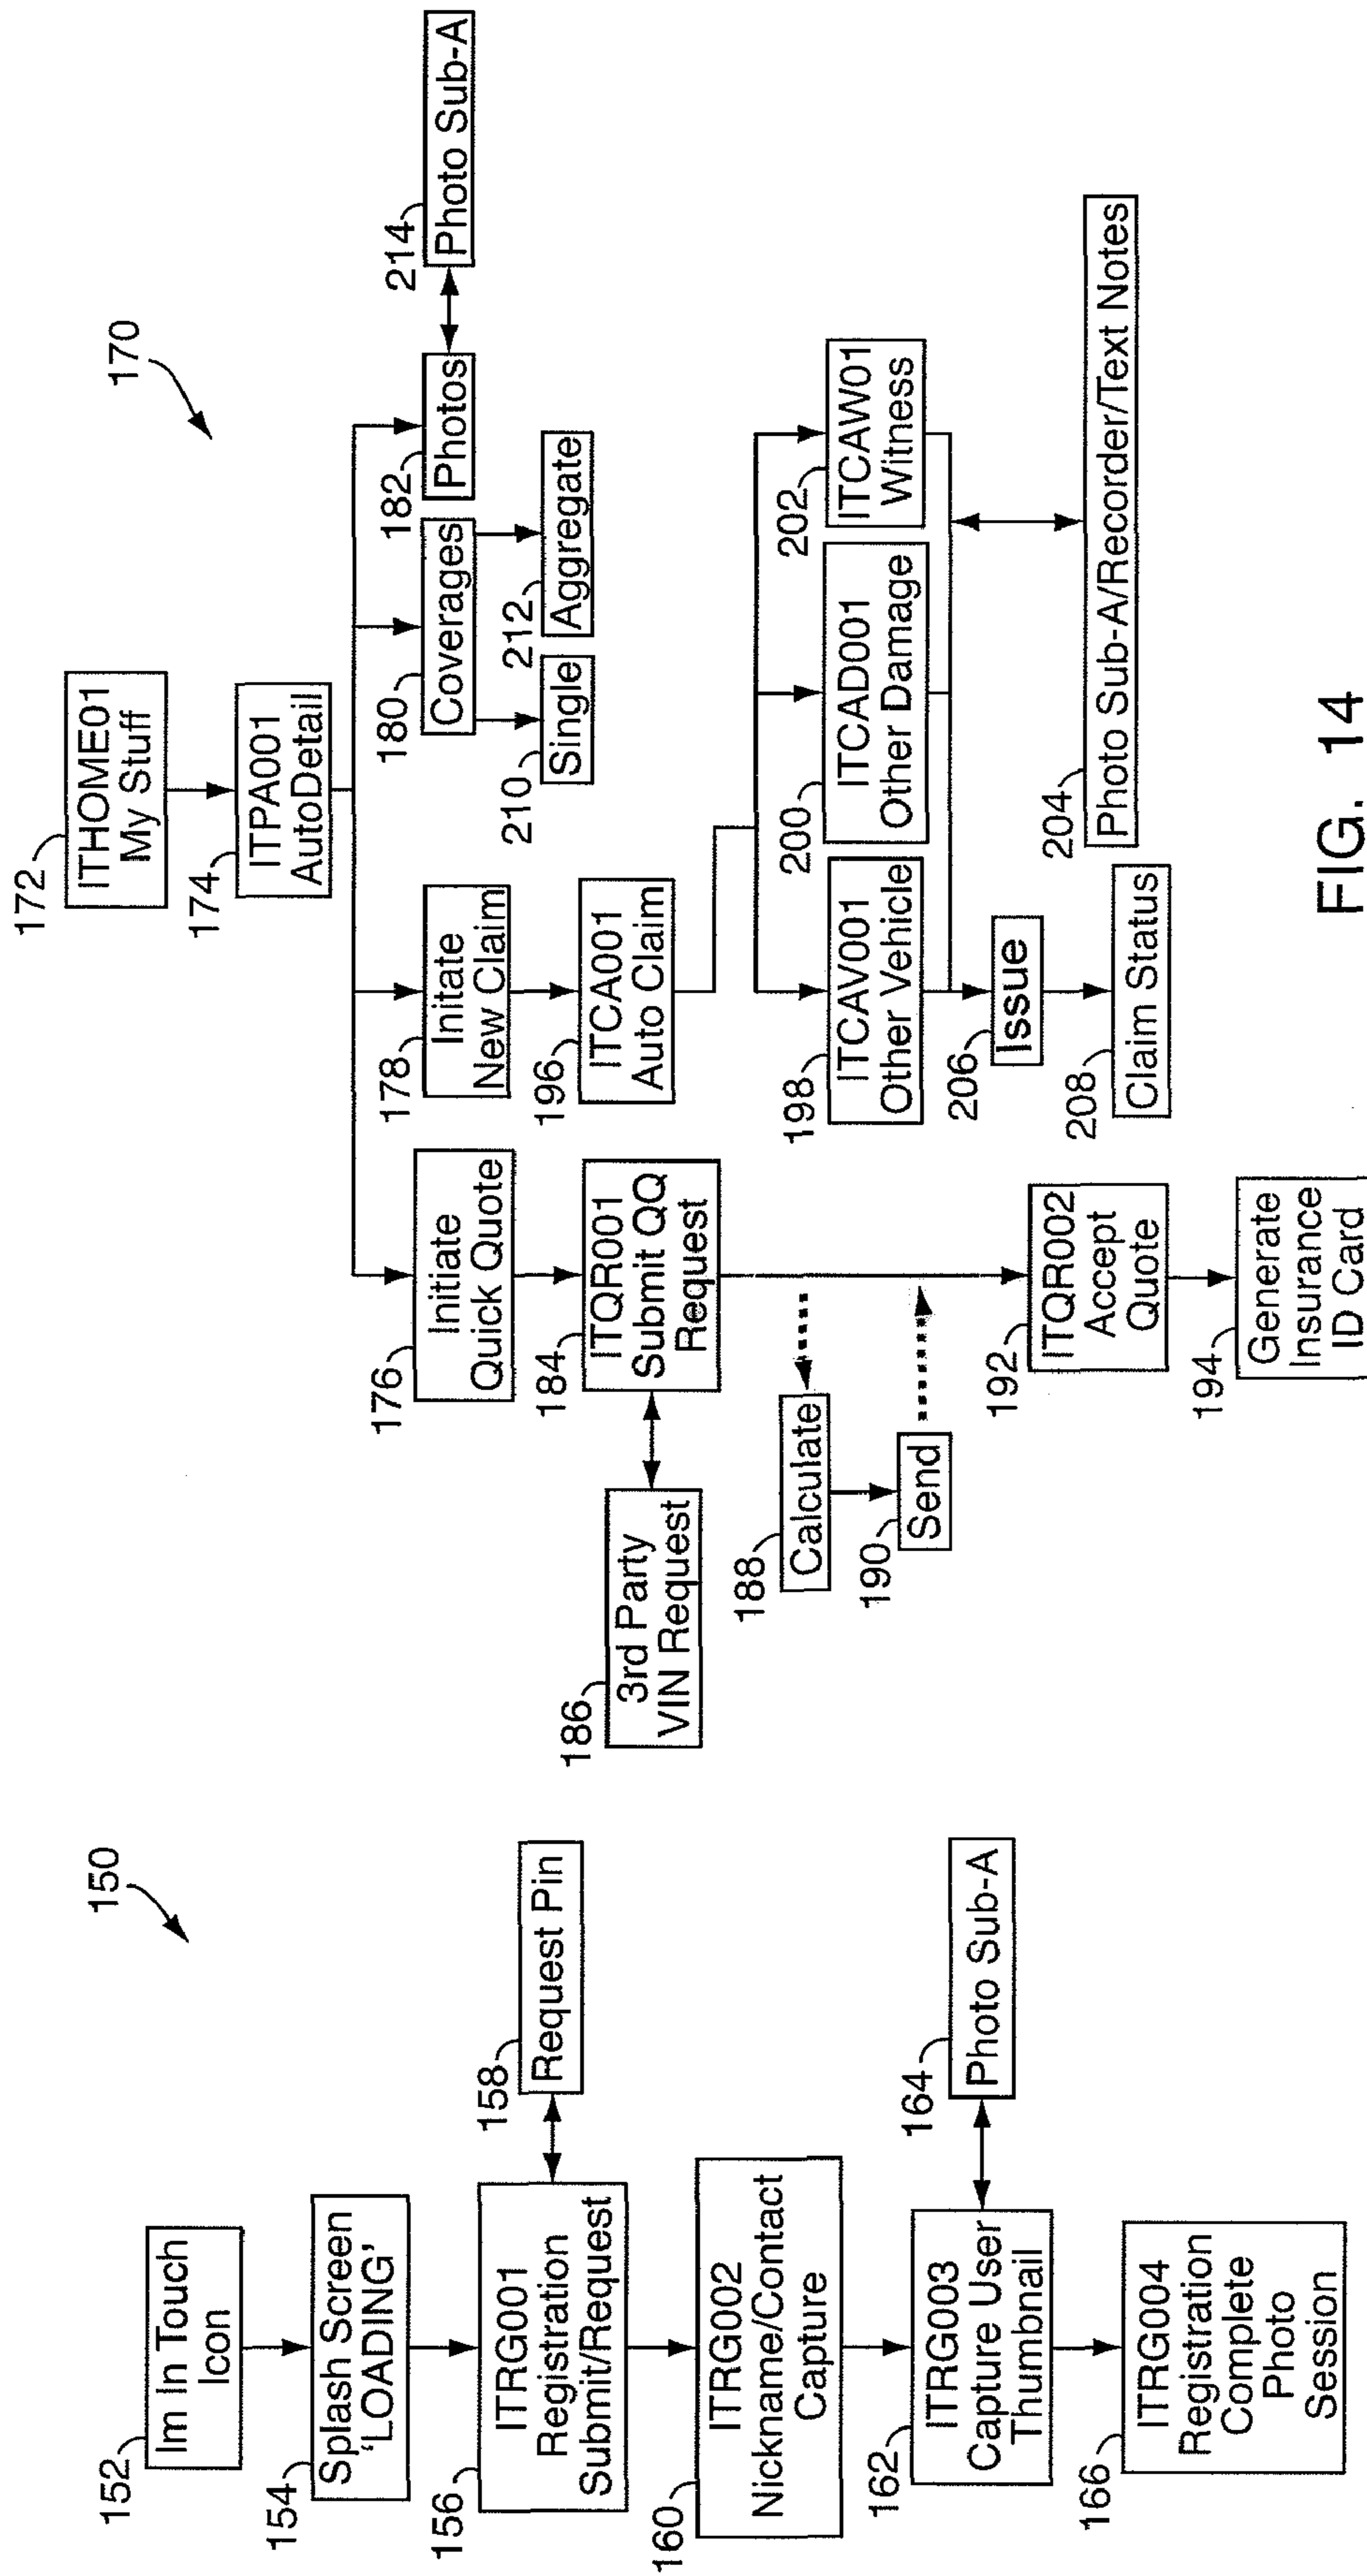 150
152
Im In Touch
Icon
154
Splash Screen
‘LOADING’
156
ITRG001
Registration
Submit/Request
158
Request Pin
160
ITRG002
Nickname/Contact
Capture
162
ITRG003
Capture User
Thumbnail
164
Photo Sub-A
166
ITRG004
Registration
Complete
Photo
Session
170
172
ITHOME01
My Stuff
174
ITPA001
AutoDetail
176
Initiate
Quick Quote
178
Initate
New Claim
180
Coverages
182
Photos
214
Photo Sub-A
184
ITQR001
Submit QQ
Request
186
3rd Party
VIN Request
188
Calculate
190
Send
192
ITQR002
Accept
Quote
194
Generate
Insurance
ID Card
196
ITCA001
Auto Claim
210
Single
212
Aggregate
198
ITCAV001
Other Vehicle
200
ITCAD001
Other Damage
202
ITCAW01
Witness
204
Photo Sub-A/Recorder/Text Notes
206
Issue
208
Claim Status
FIG. 14